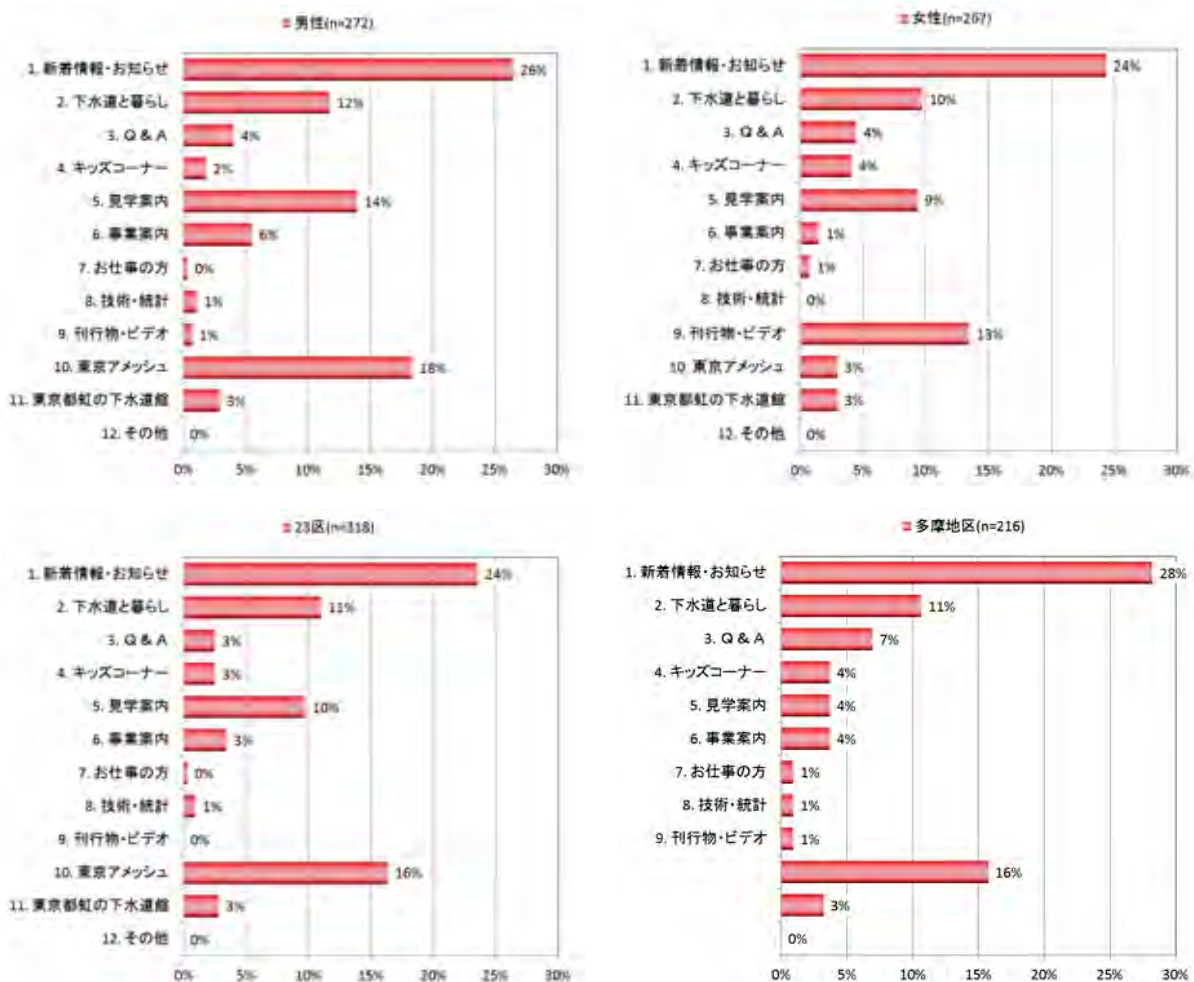 男性(n=272)
1. 新着情報・お知らせ 26%
2. 下水道と暮らし 12%
3. Q & A 4%
4. キッズコーナー 2%
5. 見学案内 14%
6. 事業案内 6%
7. お仕事の方 0%
8. 技術・統計 1%
9. 刊行物・ビデオ 1%
10. 東京アメッシュ 18%
11. 東京都虹の下水道館 3%
12. その他 0%
0% 5% 10% 15% 20% 25% 30%
女性(n=267)
1. 新着情報・お知らせ 24%
2. 下水道と暮らし 10%
3. Q & A 4%
4. キッズコーナー 4%
5. 見学案内 9%
6. 事業案内 1%
7. お仕事の方 1%
8. 技術・統計 0%
9. 刊行物・ビデオ 13%
10 東京アメッシュ 3%
11. 東京都虹の下水道館 3%
12. その他 0%
0% 5% 10% 15% 20% 25% 30%
23区(n=318)
1. 新着情報・お知らせ 24%
2. 下水道と暮らし 11%
3. Q & A 3%
4. キッズコーナー 3%
5. 見学案内 10%
6. 事業案内 3%
7. お仕事の方 0%
8. 技術・統計 1%
9. 刊行物・ビデオ 0%
10. 東京アメッシュ 16%
11. 東京都虹の下水道館 3%
12. その他 0%
0% 5% 10% 15% 20% 25% 30%
多摩地区(n=216)
1. 新着情報・お知らせ 28%
2. 下水道と暮らし 11%
3. Q & A 7%
4. キッズコーナー 4%
5. 見学案内 4%
6. 事業案内 4%
7. お仕事の方 1%
8. 技術・統計 1%
9. 刊行物・ビデオ 1%
16%
3%
0%
0% 5% 10% 15% 20% 25% 30%